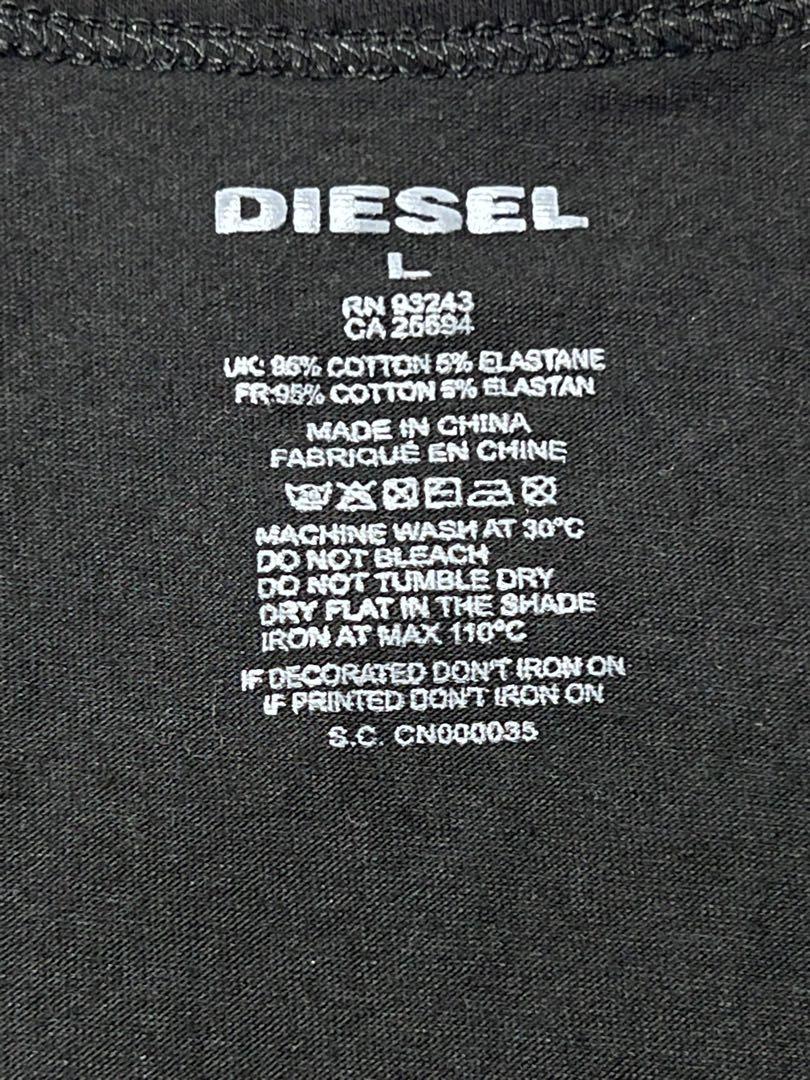 DIESEL
L
RN 93243
CA 25694
UK: 95% COTTON 5% ELASTANE
FR:95% COTTON 5% ELASTAN
MADE IN CHINA
FABRIQUÉ EN CHINE
MACHINE WASH AT 30°C
DO NOT BLEACH
DO NOT TUMBLE DRY
DRY FLAT IN THE SHADE
IRON AT MAX 110°C
IF DECORATED DON'T IRON ON
IF PRINTED DON'T IRON ON
S.C. CN000035